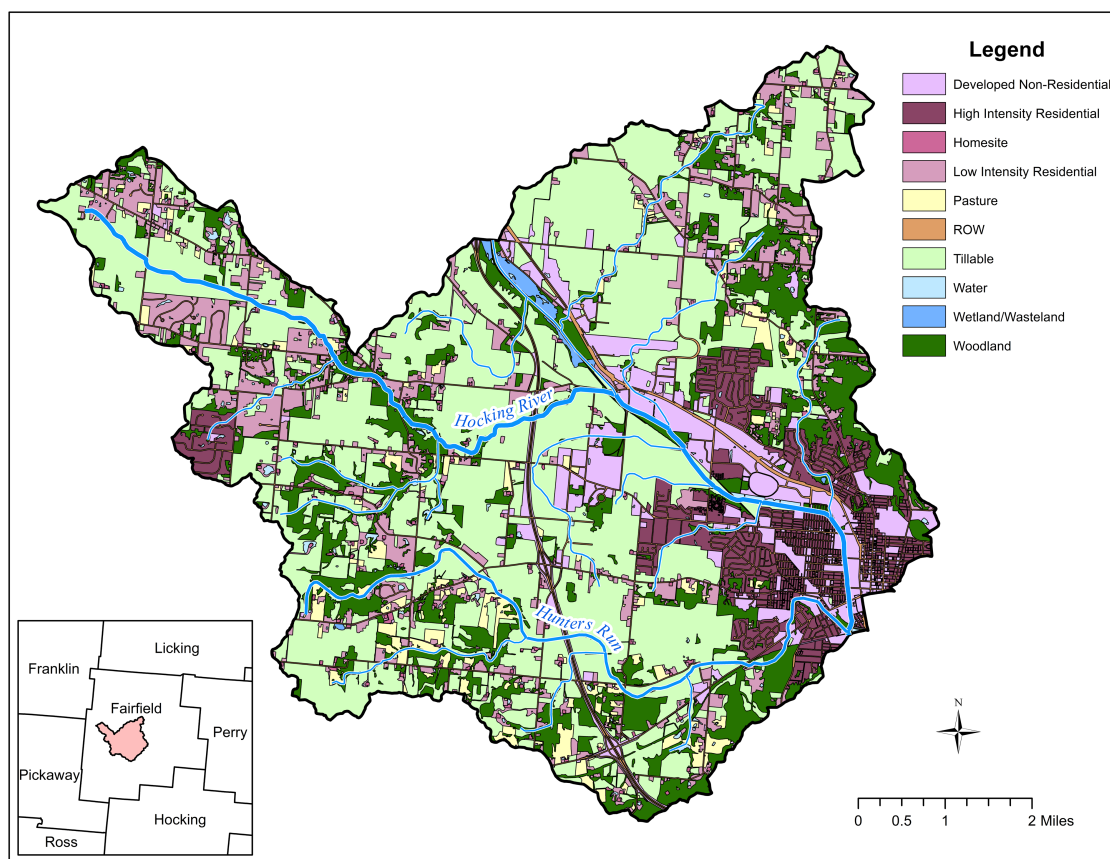 Legend
Developed Non-Residential
High Intensity Residential
Homesite
Low Intensity Residential
Pasture
ROW
Tillable
Water
Wetland/Wasteland
Woodland
Hocking River
Hunters Run
Licking
Franklin
Fairfield
Perry
Pickaway
Hocking
Ross
N
0 0.5 1 2 Miles